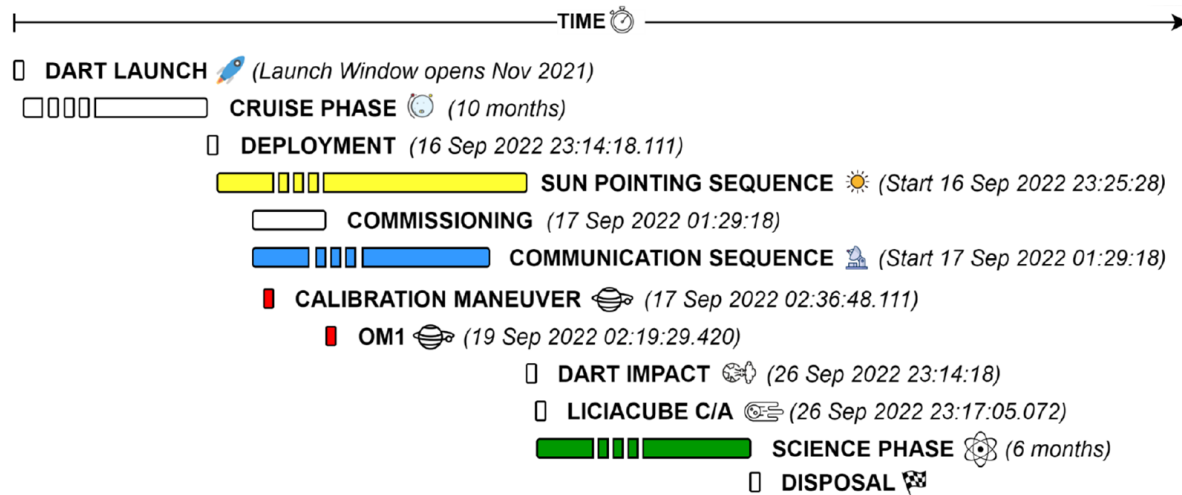 TIME
DART LAUNCH (Launch Window opens Nov 2021)
CRUISE PHASE (10 months)
DEPLOYMENT (16 Sep 2022 23:14:18.111)
SUN POINTING SEQUENCE (Start 16 Sep 2022 23:25:28)
COMMISSIONING (17 Sep 2022 01:29:18)
COMMUNICATION SEQUENCE (Start 17 Sep 2022 01:29:18)
CALIBRATION MANEUVER (17 Sep 2022 02:36:48.111)
OM1 (19 Sep 2022 02:19:29.420)
DART IMPACT (26 Sep 2022 23:14:18)
LICIACUBE C/A (26 Sep 2022 23:17:05.072)
SCIENCE PHASE (6 months)
DISPOSAL